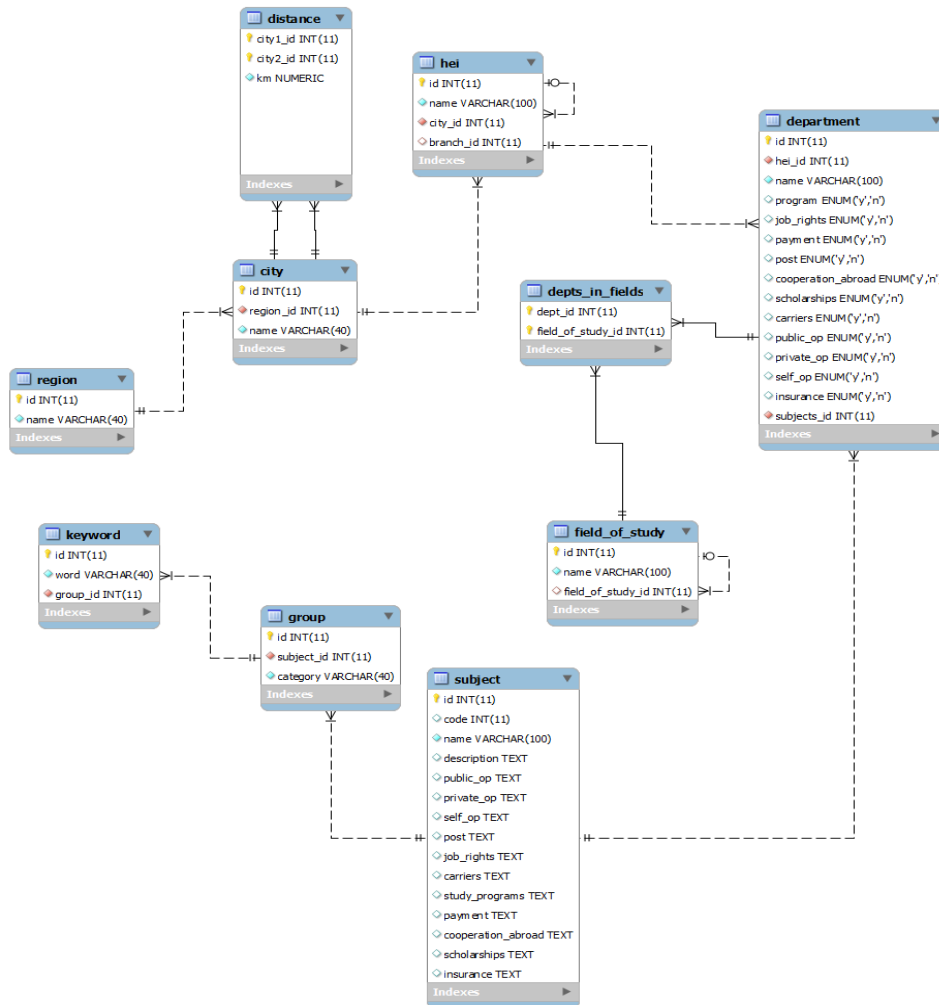 distance
city1_id INT(11)
city2_id INT(11)
km NUMERIC
Indexes
hei
id INT(11)
name VARCHAR(100)
city_id INT(11)
branch_id INT(11)
Indexes
department
id INT(11)
hei_id INT(11)
name VARCHAR(100)
program ENUM('y','n')
job_rights ENUM('y','n')
payment ENUM('y','n')
post ENUM('y','n')
cooperation_abroad ENUM('y','n')
scholarships ENUM('y','n')
carriers ENUM('y','n')
public_op ENUM('y','n')
private_op ENUM('y','n')
self_op ENUM('y','n')
insurance ENUM('y','n')
subjects_id INT(11)
Indexes
city
id INT(11)
region_id INT(11)
name VARCHAR(40)
Indexes
depts_in_fields
dept_id INT(11)
field_of_study_id INT(11)
Indexes
region
id INT(11)
name VARCHAR(40)
Indexes
keyword
id INT(11)
word VARCHAR(40)
group_id INT(11)
Indexes
field_of_study
id INT(11)
name VARCHAR(100)
field_of_study_id INT(11)
Indexes
group
id INT(11)
subject_id INT(11)
category VARCHAR(40)
Indexes
subject
id INT(11)
code INT(11)
name VARCHAR(100)
description TEXT
public_op TEXT
private_op TEXT
self_op TEXT
post TEXT
job_rights TEXT
carriers TEXT
study_programs TEXT
payment TEXT
cooperation_abroad TEXT
scholarships TEXT
insurance TEXT
Indexes